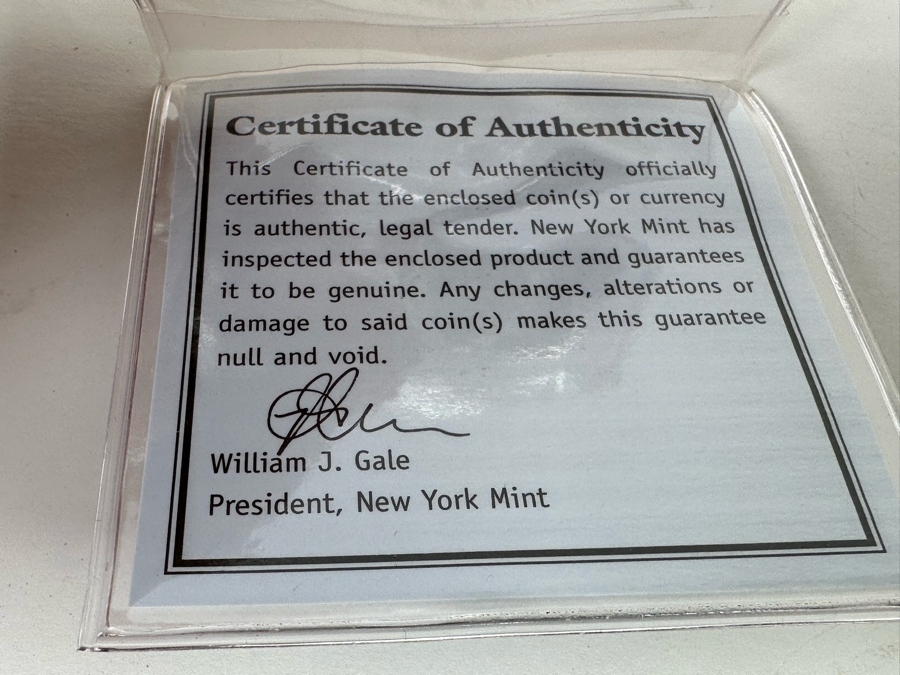 Certificate of Authenticity
This Certificate of Authenticity officially
certifies that the enclosed coin(s) or currency
is authentic, legal tender. New York Mint has
inspected the enclosed product and guarantees
it to be genuine. Any changes, alterations or
damage to said coin(s) makes this guarantee
null and void.
William J. Gale
President, New York Mint